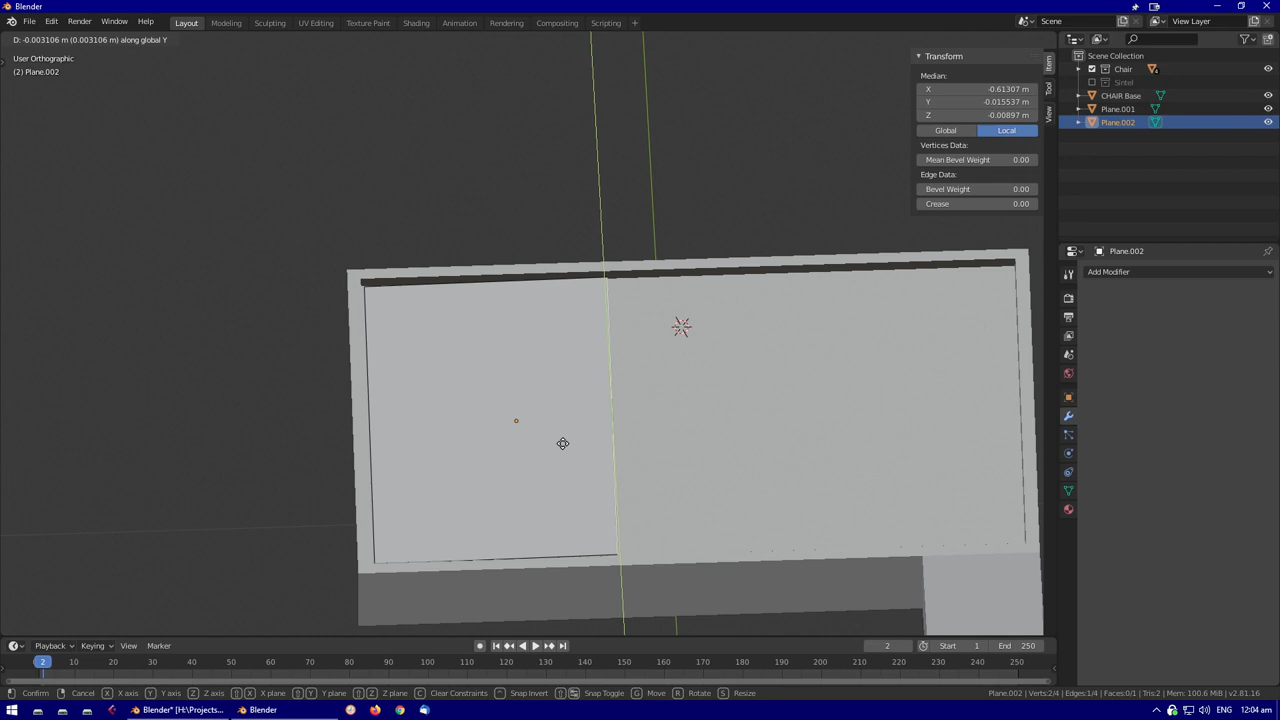 Blender
File Edit Render Window Help Layout Modeling Sculpting UV Editing Texture Paint Shading Animation Rendering Compositing Scripting + Scene View Layer
D: -0.003106 m (0.003106 m) along global Y
User Orthographic
(2) Plane.002
Transform
Median:
X -0.61307 m
Y -0.015537 m
Z -0.00897 m
Global Local
Vertices Data:
Mean Bevel Weight 0.00
Edge Data:
Bevel Weight 0.00
Crease 0.00
Item
Tool
View
Scene Collection
Chair
Sintel
CHAIR Base
Plane.001
Plane.002
Plane.002
Add Modifier
Playback Keying View Marker 2 Start 1 End 250
2 10 20 30 40 50 60 70 80 90 100 110 120 130 140 150 160 170 180 190 200 210 220 230 240 250
Confirm Cancel X X axis Y Y axis Z Z axis X X plane Y Y plane Z Z plane C Clear Constraints Snap Invert Snap Toggle G Move R Rotate S Resize Plane.002 | Verts:2/4 | Edges:1/4 | Faces:0/1 | Tris:2 | Mem: 100.6 MiB | v2.81.16
Blender* [H:\Projects... Blender ENG 12:04 am